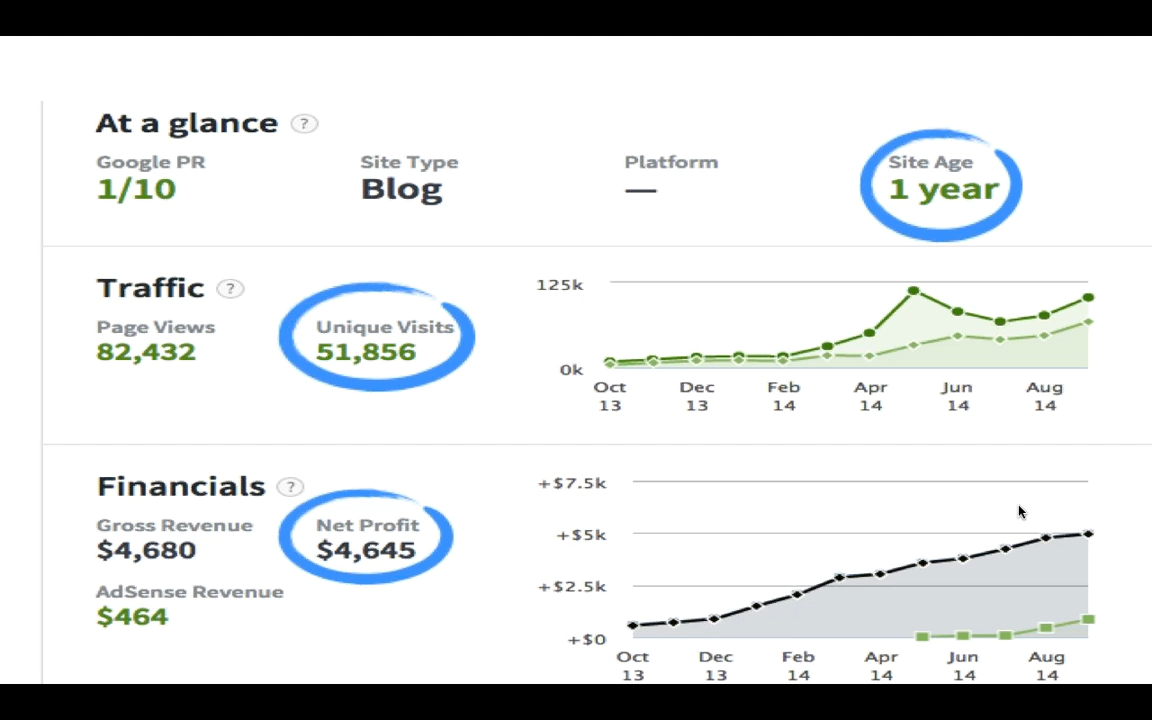 At a glance ?
Google PR Site Type Platform Site Age
1/10 Blog — 1 year
Traffic ?
Page Views Unique Visits
82,432 51,856
125k
0k
Oct Dec Feb Apr Jun Aug
13 13 14 14 14 14
Financials ?
Gross Revenue Net Profit
$4,680 $4,645
AdSense Revenue
$464
+$7.5k
+$5k
+$2.5k
+$0
Oct Dec Feb Apr Jun Aug
13 13 14 14 14 14